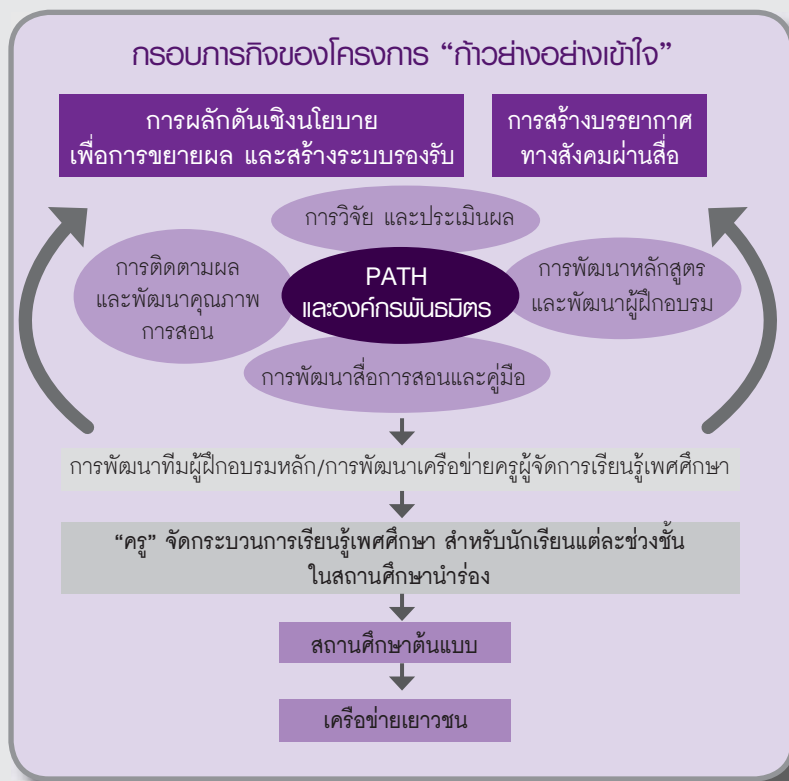 กรอบภารกิจของโครงการ “ก้าวย่างอย่างเข้าใจ”
การผลักดันเชิงนโยบาย
เพื่อการขยายผล และสร้างระบบรองรับ
การสร้างบรรยากาศ
ทางสังคมผ่านสื่อ
การวิจัย และประเมินผล
การติดตามผล
และพัฒนาคุณภาพ
การสอน
PATH
และองค์กรพันธมิตร
การพัฒนาหลักสูตร
และพัฒนาผู้ฝึกอบรม
การพัฒนาสื่อการสอนและคู่มือ
การพัฒนาทีมผู้ฝึกอบรมหลัก/การพัฒนาเครือข่ายครูผู้จัดการเรียนรู้เพศศึกษา
“ครู” จัดกระบวนการเรียนรู้เพศศึกษา สำหรับนักเรียนแต่ละช่วงชั้น
ในสถานศึกษานำร่อง
สถานศึกษาต้นแบบ
เครือข่ายเยาวชน